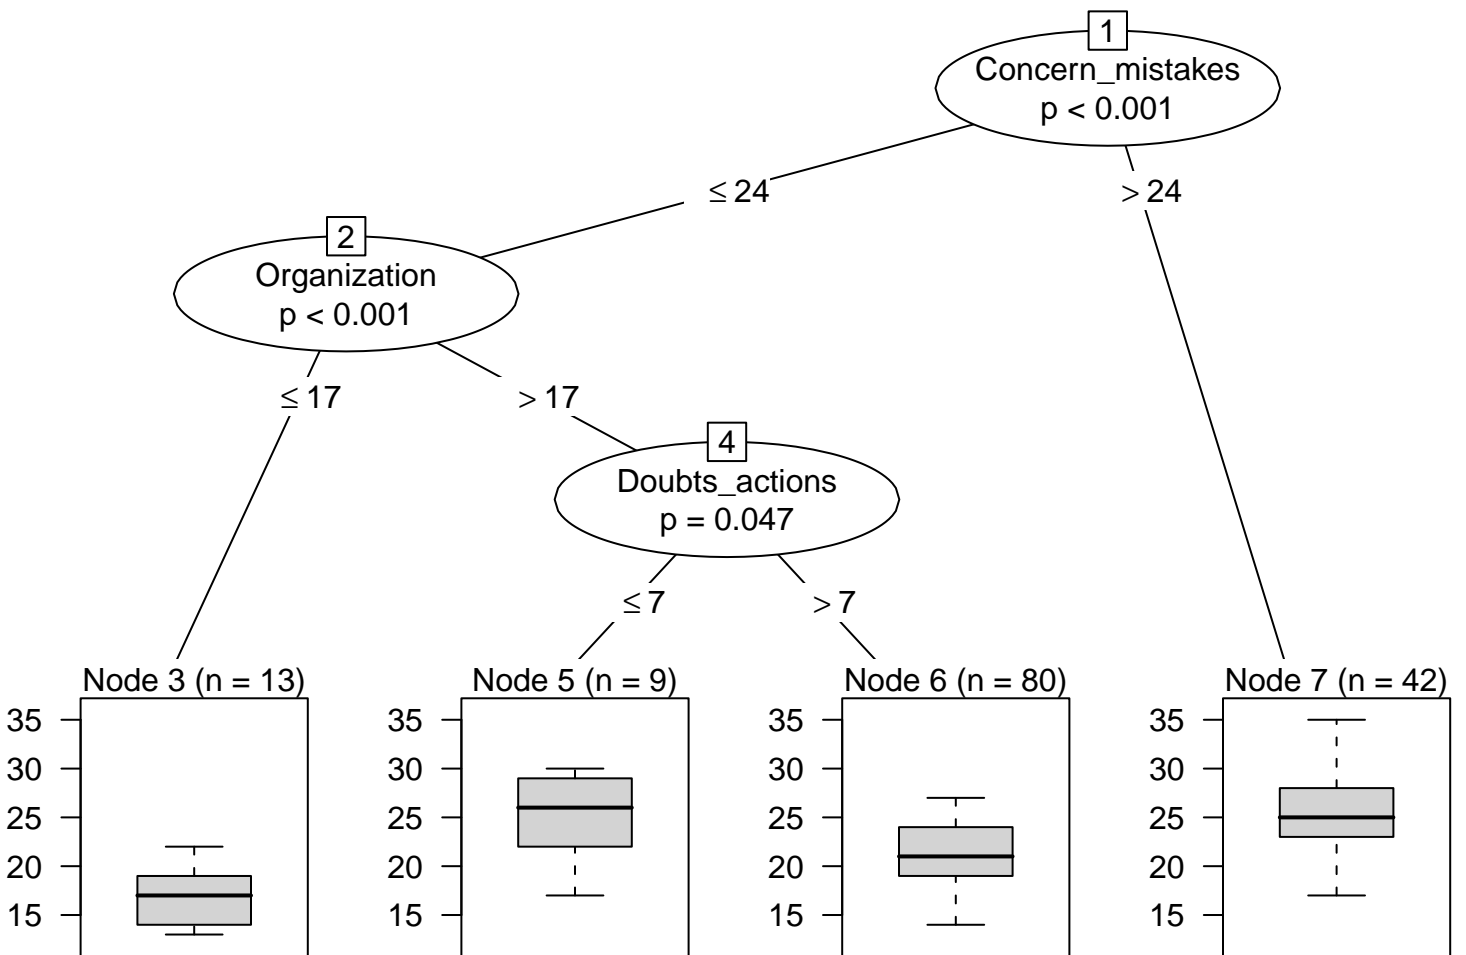 1
Concern_mistakes
p < 0.001
≤ 24
> 24
2
Organization
p < 0.001
≤ 17
> 17
4
Doubts_actions
p = 0.047
≤ 7
> 7
Node 3 (n = 13)
35
30
25
20
15
Node 5 (n = 9)
35
30
25
20
15
Node 6 (n = 80)
35
30
25
20
15
Node 7 (n = 42)
35
30
25
20
15